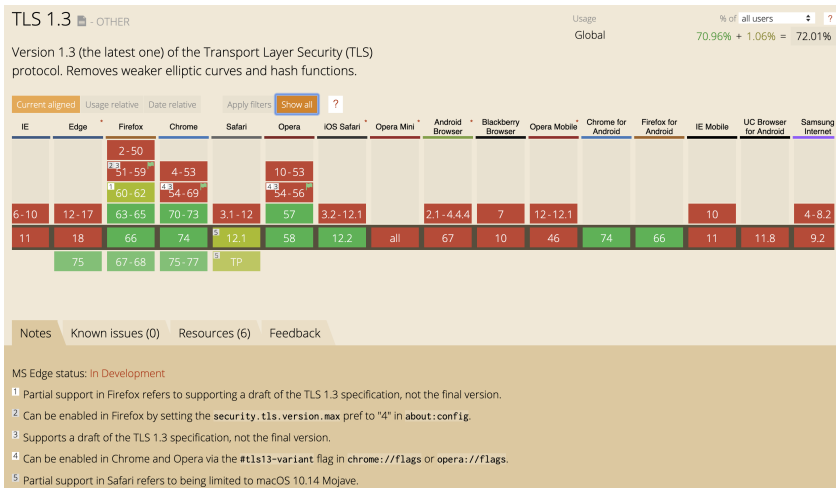 TLS 1.3 - OTHER
Usage % of all users ?
Global 70.96% + 1.06% = 72.01%
Version 1.3 (the latest one) of the Transport Layer Security (TLS)
protocol. Removes weaker elliptic curves and hash functions.
Current aligned Usage relative Date relative Apply filters Show all ?
IE Edge * Firefox Chrome Safari Opera iOS Safari * Opera Mini * Android Browser * Blackberry Browser Opera Mobile * Chrome for Android Firefox for Android IE Mobile UC Browser for Android Samsung Internet
2-50
2 3 51-59 4-53 10-53
1 60-62 4 3 54-69 4 3 54-56
6-10 12-17 63-65 70-73 3.1-12 57 3.2-12.1 2.1-4.4.4 7 12-12.1 10 4-8.2
11 18 66 74 5 12.1 58 12.2 all 67 10 46 74 66 11 11.8 9.2
75 67-68 75-77 5 TP
Notes Known issues (0) Resources (6) Feedback
MS Edge status: In Development
1 Partial support in Firefox refers to supporting a draft of the TLS 1.3 specification, not the final version.
2 Can be enabled in Firefox by setting the security.tls.version.max pref to "4" in about:config.
3 Supports a draft of the TLS 1.3 specification, not the final version.
4 Can be enabled in Chrome and Opera via the #tls13-variant flag in chrome://flags or opera://flags.
5 Partial support in Safari refers to being limited to macOS 10.14 Mojave.